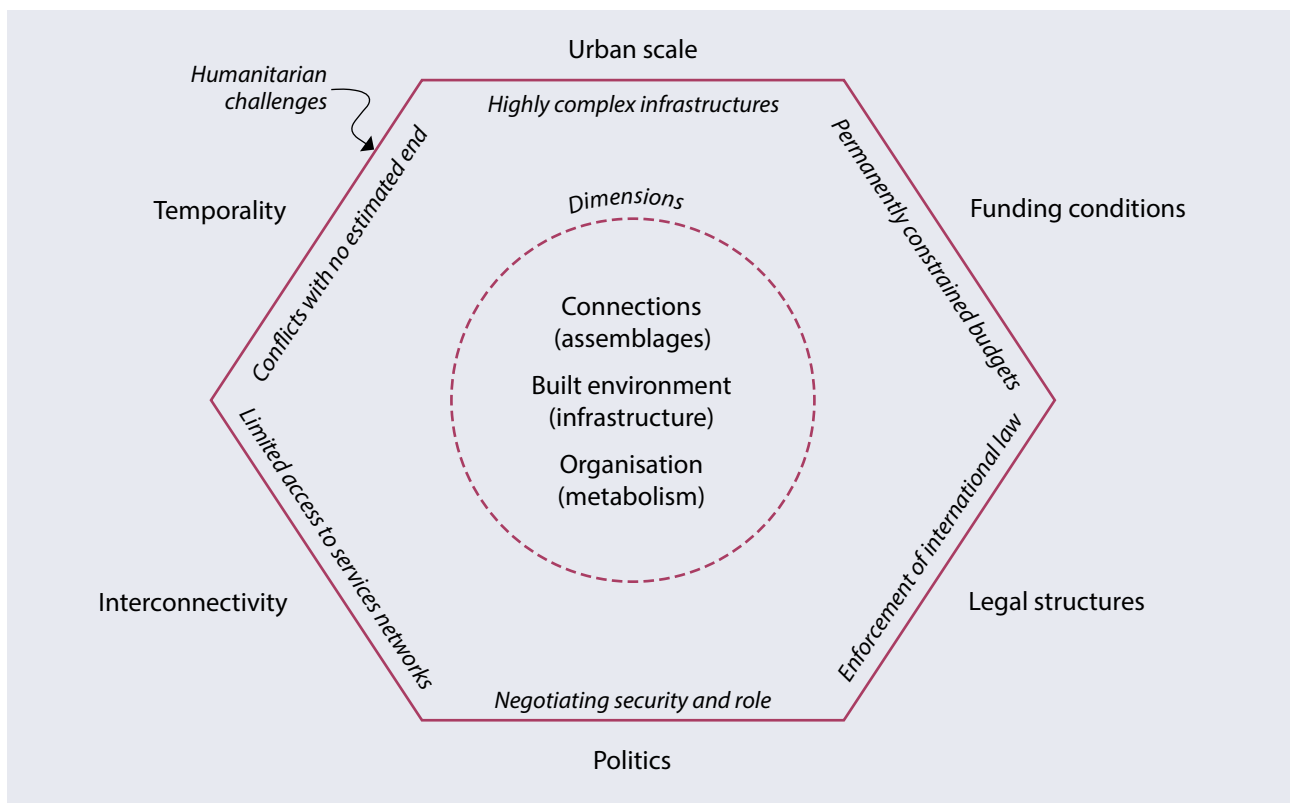 Urban scale
Humanitarian
challenges
Highly complex infrastructures
Conflicts with no estimated end
Permanently constrained budgets
Temporality
Funding conditions
Dimensions
Connections
(assemblages)
Built environment
(infrastructure)
Organisation
(metabolism)
Limited access to services networks
Enforcement of international law
Interconnectivity
Legal structures
Negotiating security and role
Politics